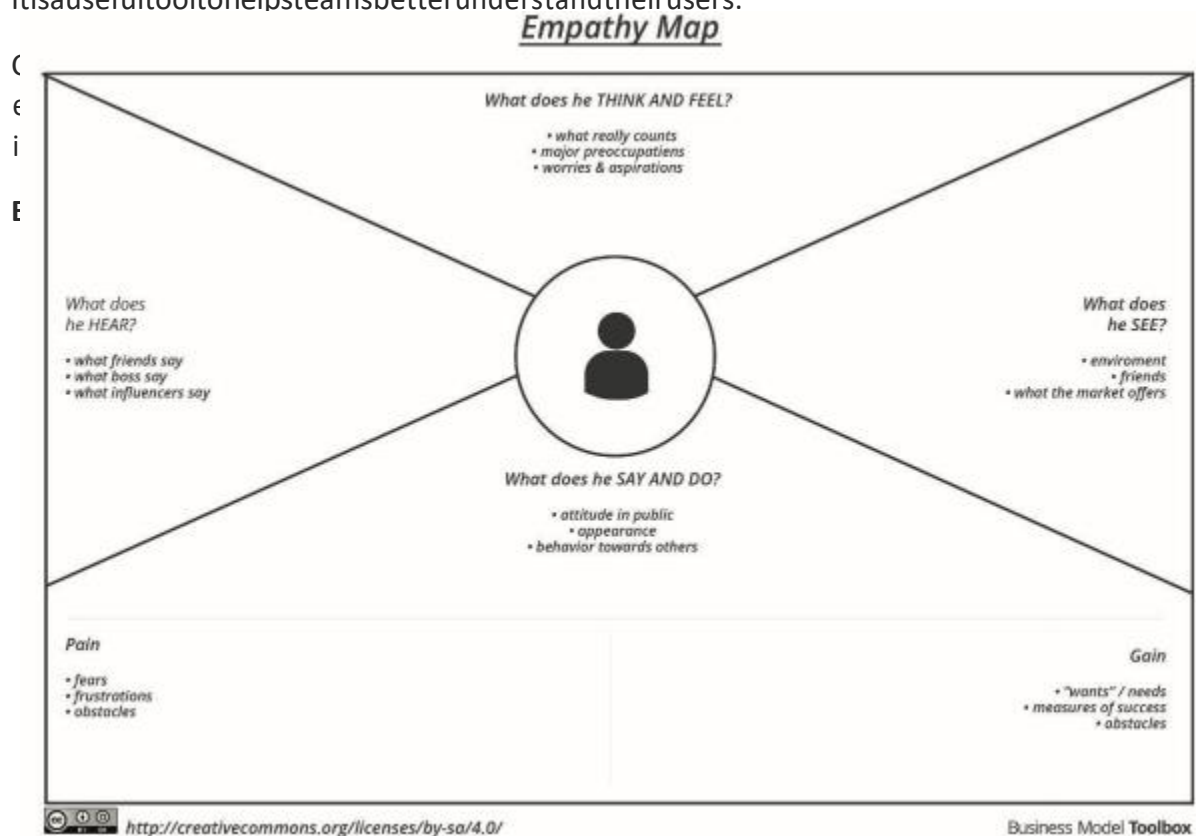 itisausefultooltohelpsteamsbetterunderstandtheirusers.
Empathy Map
What does he THINK AND FEEL?
• what really counts
• major preoccupatiens
• worries & aspirations
What does
he HEAR?
• what friends say
• what boss say
• what influencers say
What does
he SEE?
• enviroment
• friends
• what the market offers
What does he SAY AND DO?
• attitude in public
• appearance
• behavior towards others
Pain
• fears
• frustrations
• obstacles
Gain
• "wants" / needs
• measures of success
• obstacles
http://creativecommons.org/licenses/by-sa/4.0/
Business Model Toolbox